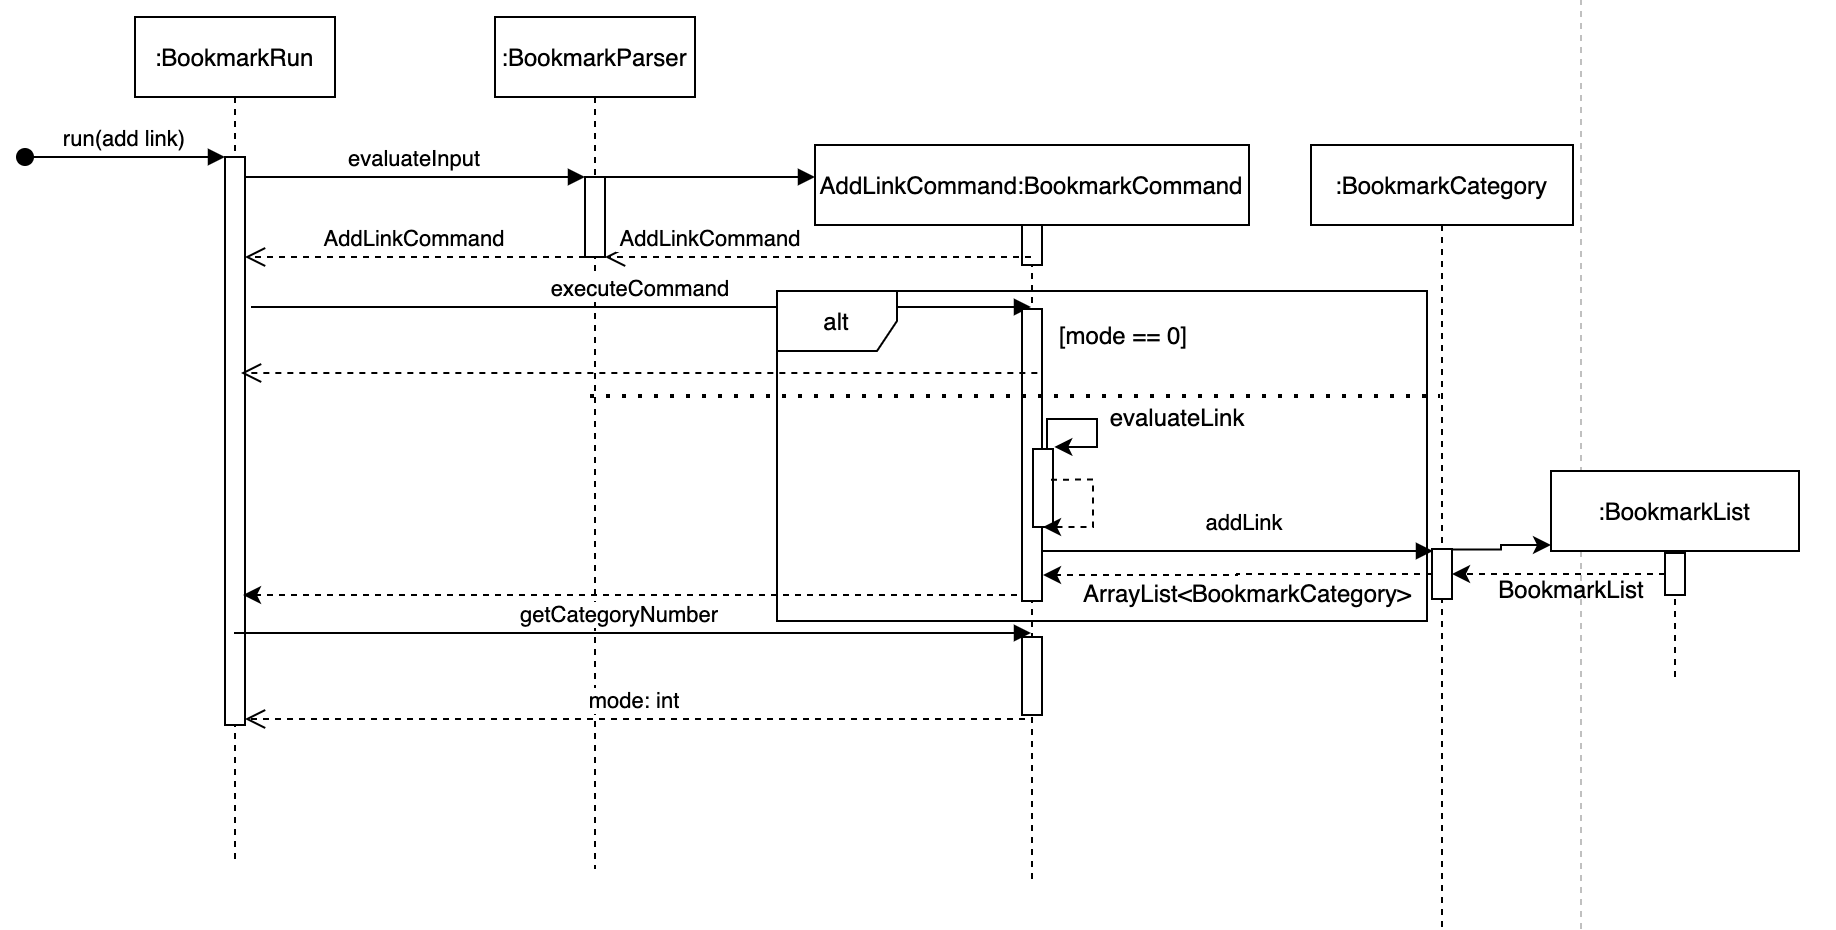 :BookmarkRun
:BookmarkParser
run(add link)
evaluateInput
AddLinkCommand:BookmarkCommand
:BookmarkCategory
AddLinkCommand
AddLinkCommand
executeCommand
alt
[mode == 0]
evaluateLink
:BookmarkList
addLink
ArrayList<BookmarkCategory>
BookmarkList
getCategoryNumber
mode: int